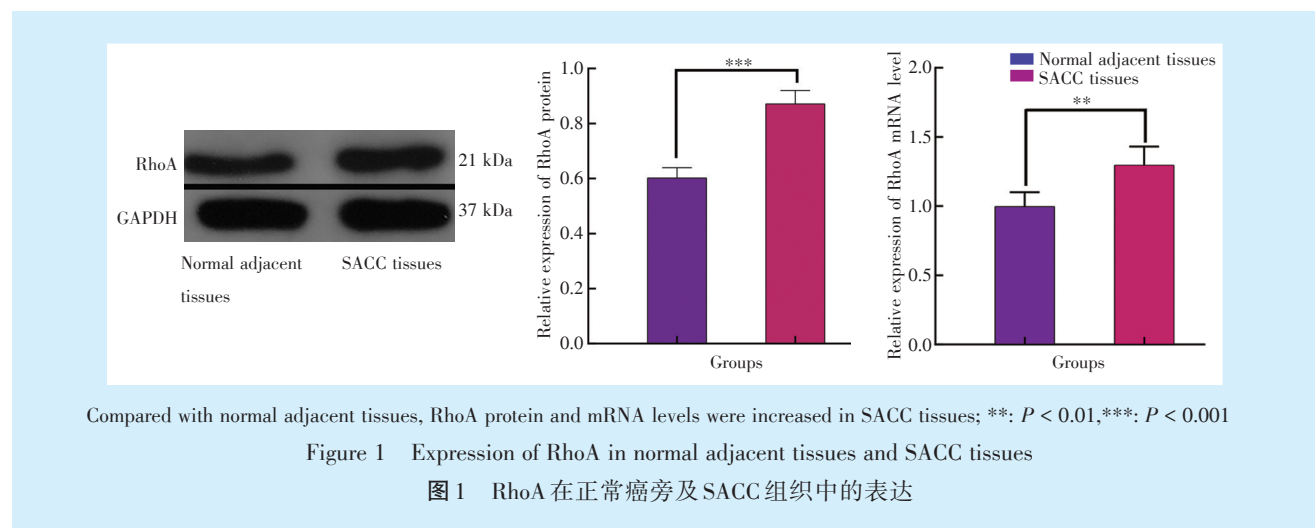 RhoA
21 kDa
GAPDH
37 kDa
Normal adjacent
tissues
SACC tissues
Relative expression of RhoA protein
1.0
0.8
0.6
0.4
0.2
0.0
***
Groups
Relative expression of RhoA mRNA level
2.0
1.5
1.0
0.5
0.0
Normal adjacent tissues
SACC tissues
**
Groups
Compared with normal adjacent tissues, RhoA protein and mRNA levels were increased in SACC tissues; **: P < 0.01,***: P < 0.001
Figure 1 Expression of RhoA in normal adjacent tissues and SACC tissues
图1 RhoA在正常癌旁及SACC组织中的表达